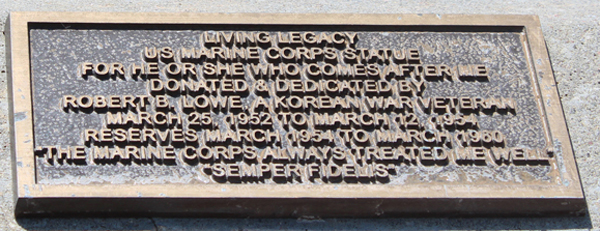 LIVING LEGACY
US MARINE CORPS STATUE
FOR HE OR SHE WHO COMES AFTER ME
DONATED & DEDICATED BY
ROBERT B. LOWE, A KOREAN WAR VETERAN
MARCH 25, 1952 TO MARCH 12, 1954
RESERVES MARCH, 1954 TO MARCH 1960
"THE MARINE CORPS ALWAYS TREATED ME WELL"
"SEMPER FIDELIS"